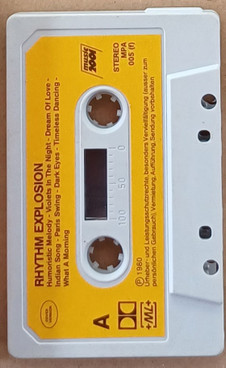 RHYTHM EXPLOSION
Humoristic Melody - Violets In The Night - Dream Of Love -
Indian Song - Paris Swing - Dark Eyes - Timeless Dancing -
What A Morning
music
2001
STEREO
MPA
005 (f)
A
100 50 0
ML
℗ 1980
Urheber- und Leistungsschutzrechte, besonders Vervielfältigung (ausser zum
persönlichen Gebrauch), Vermietung, Aufführung, Sendung vorbehalten